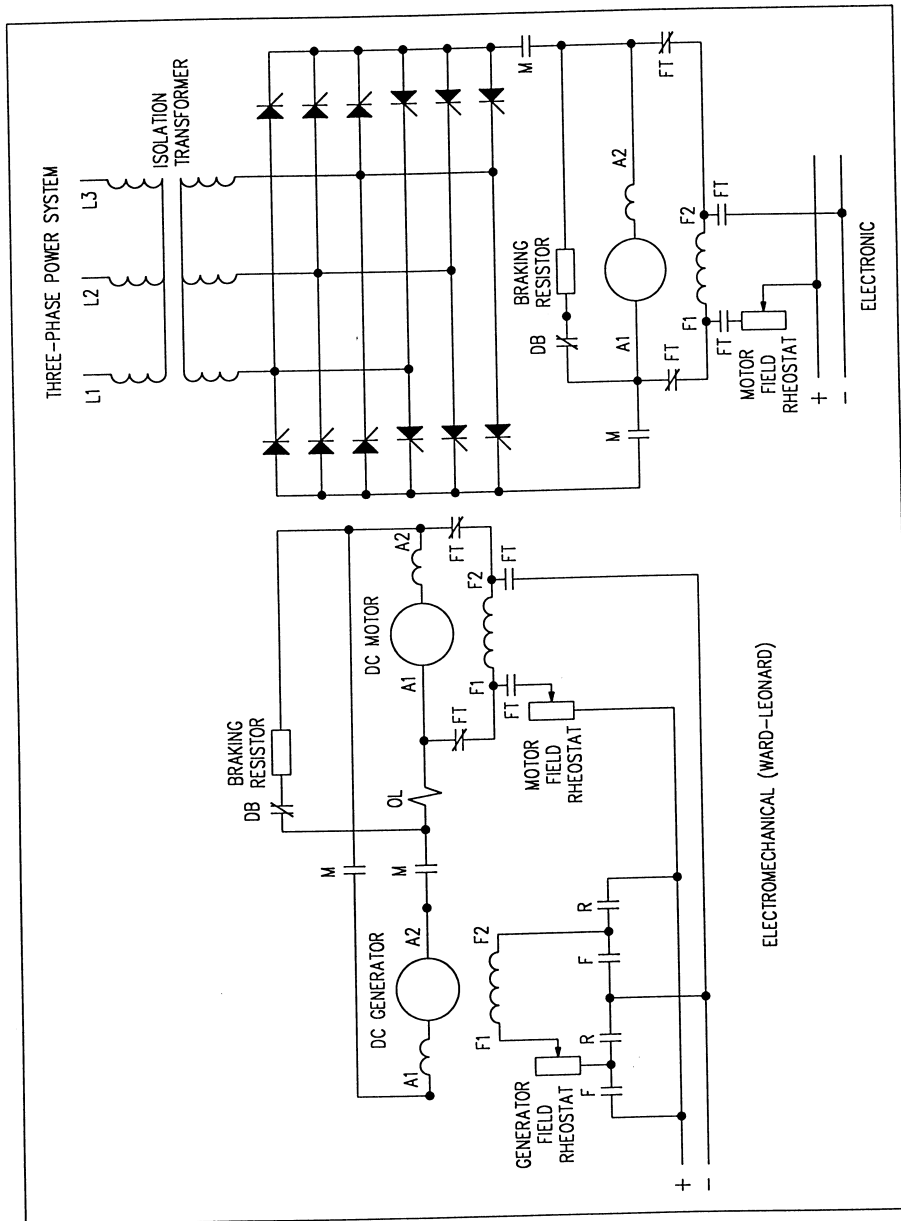 THREE-PHASE POWER SYSTEM
L1
L2
L3
ISOLATION
TRANSFORMER
M
M
DB
BRAKING
RESISTOR
A1
A2
FT
FT
F1
F2
FT
FT
MOTOR
FIELD
RHEOSTAT
+
-
ELECTRONIC
BRAKING
RESISTOR
DB
M
M
OL
DC GENERATOR
A1
A2
DC MOTOR
A1
A2
FT
FT
F1
F2
FT
FT
MOTOR
FIELD
RHEOSTAT
F1
F2
GENERATOR
FIELD
RHEOSTAT
F
R
F
R
+
-
ELECTROMECHANICAL (WARD-LEONARD)